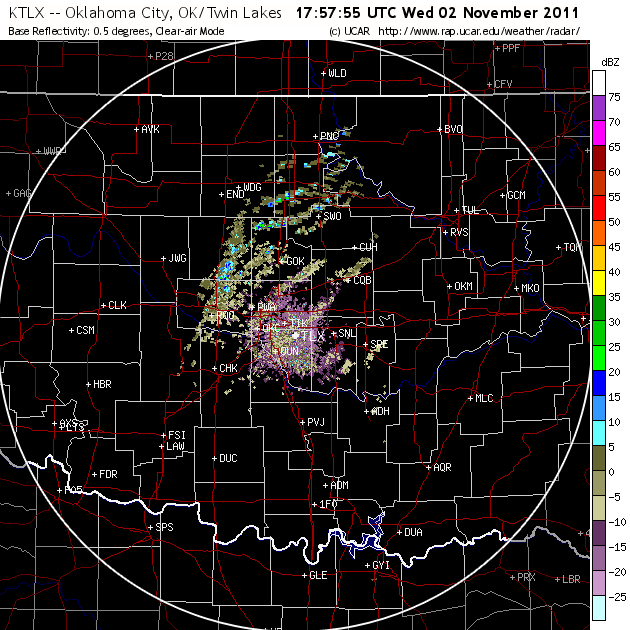 KTLX -- Oklahoma City, OK/Twin Lakes 17:57:55 UTC Wed 02 November 2011
Base Reflectivity: 0.5 degrees, Clear-air Mode (c) UCAR http://www.rap.ucar.edu/weather/radar/
P28 PPF
WLD dBZ
CFV
75
AVK PNC BVO 70
WWR 65
GAG END WDG GCM 60
SWO TUL 55
RVS 50
CUH TQH 45
JWG GOK
CQB OKM MKO 40
CLK PWA 35
CSM OKC TIK TLX SNL 30
OUN 25
CHK 20
HBR 15
MLC
ADH 10
PVJ 5
FSI
LAW 0
DUC AQR
FDR -5
ADM
1F0 -10
SPS DUA -15
GYI
GLE PRX LBR -20
-25